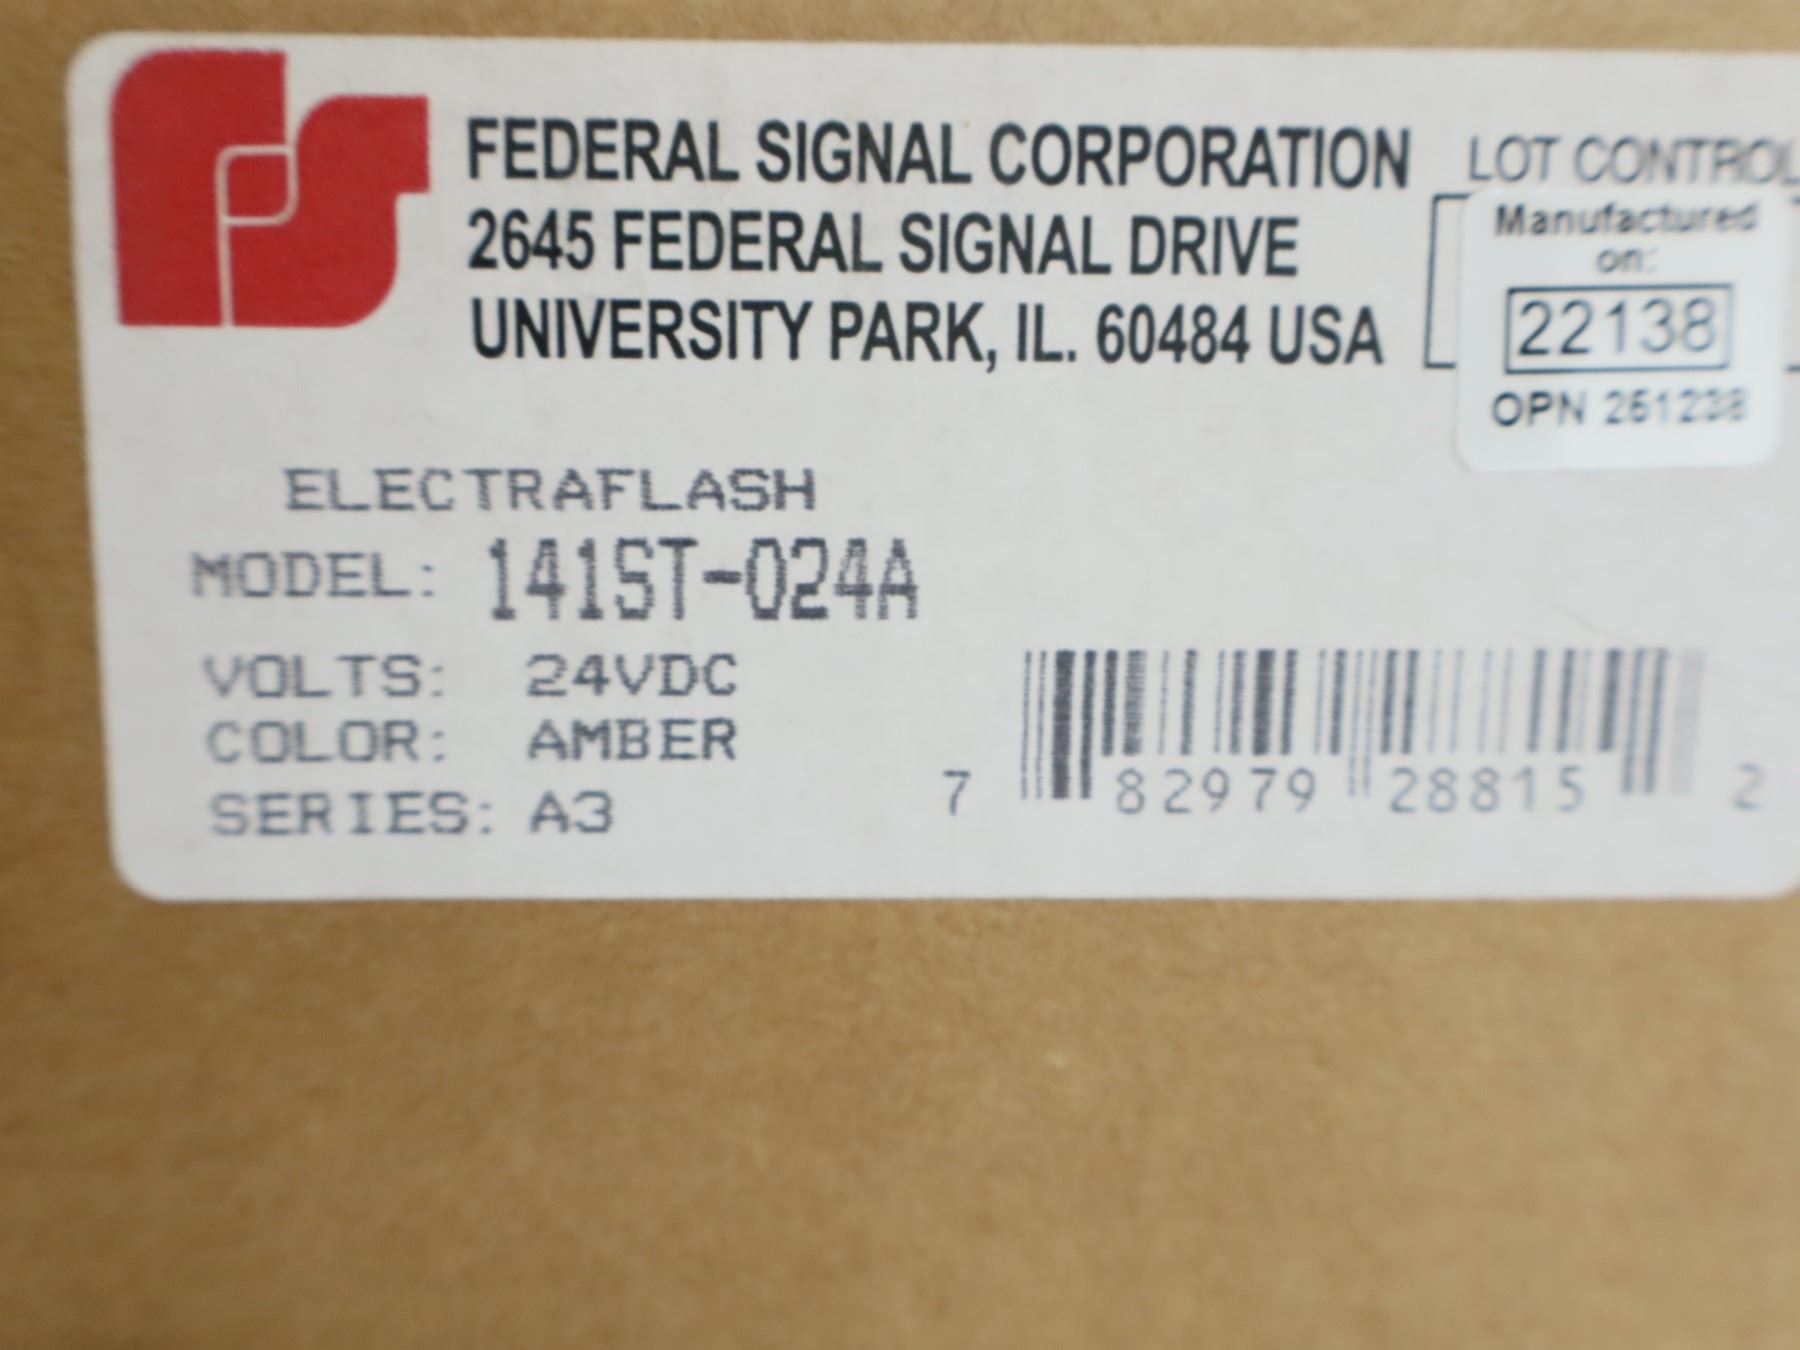 FEDERAL SIGNAL CORPORATION
2645 FEDERAL SIGNAL DRIVE
UNIVERSITY PARK, IL. 60484 USA
LOT CONTROL
Manufactured
on:
22138
OPN 261238
ELECTRAFLASH
MODEL: 141ST-024A
VOLTS: 24VDC
COLOR: AMBER
SERIES: A3
7 82979 28815 2